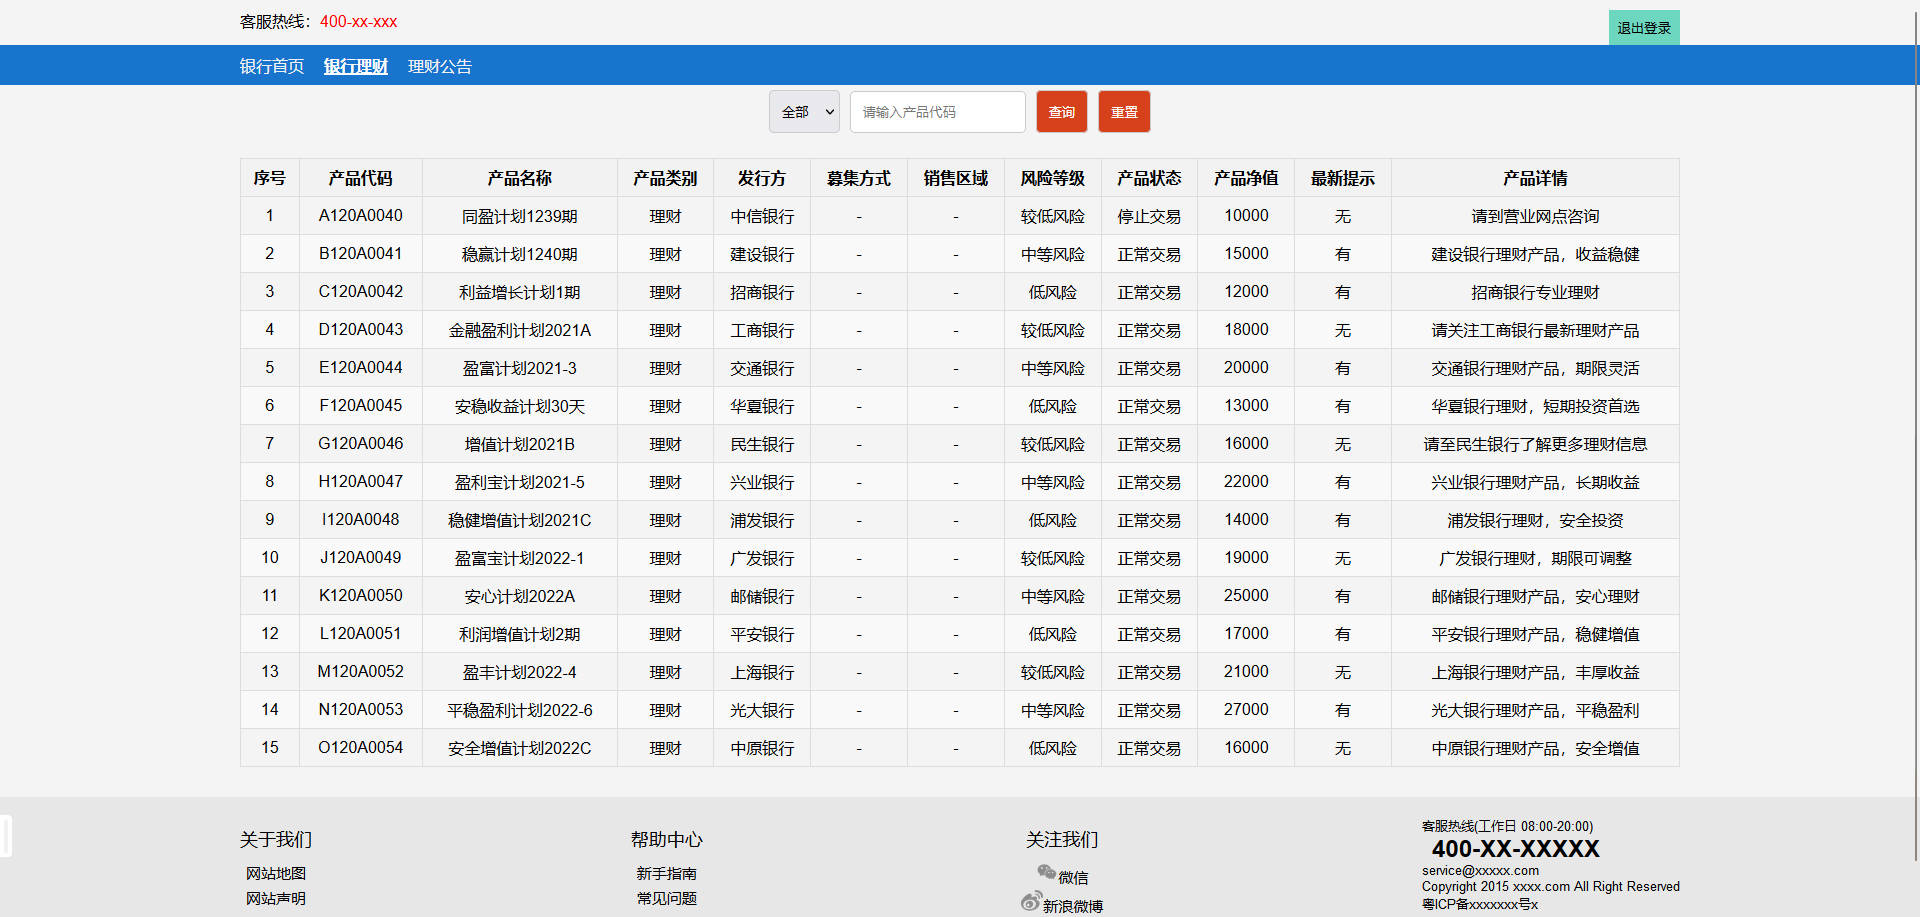 客服热线：400-xx-xxx
退出登录
银行首页 银行理财 理财公告
全部 请输入产品代码 查询 重置
序号 产品代码 产品名称 产品类别 发行方 募集方式 销售区域 风险等级 产品状态 产品净值 最新提示 产品详情
1 A120A0040 同盈计划1239期 理财 中信银行 - - 较低风险 停止交易 10000 无 请到营业网点咨询
2 B120A0041 稳赢计划1240期 理财 建设银行 - - 中等风险 正常交易 15000 有 建设银行理财产品，收益稳健
3 C120A0042 利益增长计划1期 理财 招商银行 - - 低风险 正常交易 12000 有 招商银行专业理财
4 D120A0043 金融盈利计划2021A 理财 工商银行 - - 较低风险 正常交易 18000 无 请关注工商银行最新理财产品
5 E120A0044 盈富计划2021-3 理财 交通银行 - - 中等风险 正常交易 20000 有 交通银行理财产品，期限灵活
6 F120A0045 安稳收益计划30天 理财 华夏银行 - - 低风险 正常交易 13000 有 华夏银行理财，短期投资首选
7 G120A0046 增值计划2021B 理财 民生银行 - - 较低风险 正常交易 16000 无 请至民生银行了解更多理财信息
8 H120A0047 盈利宝计划2021-5 理财 兴业银行 - - 中等风险 正常交易 22000 有 兴业银行理财产品，长期收益
9 I120A0048 稳健增值计划2021C 理财 浦发银行 - - 低风险 正常交易 14000 有 浦发银行理财，安全投资
10 J120A0049 盈富宝计划2022-1 理财 广发银行 - - 较低风险 正常交易 19000 无 广发银行理财，期限可调整
11 K120A0050 安心计划2022A 理财 邮储银行 - - 中等风险 正常交易 25000 有 邮储银行理财产品，安心理财
12 L120A0051 利润增值计划2期 理财 平安银行 - - 低风险 正常交易 17000 有 平安银行理财产品，稳健增值
13 M120A0052 盈丰计划2022-4 理财 上海银行 - - 较低风险 正常交易 21000 无 上海银行理财产品，丰厚收益
14 N120A0053 平稳盈利计划2022-6 理财 光大银行 - - 中等风险 正常交易 27000 有 光大银行理财产品，平稳盈利
15 O120A0054 安全增值计划2022C 理财 中原银行 - - 低风险 正常交易 16000 无 中原银行理财产品，安全增值
关于我们
网站地图
网站声明
帮助中心
新手指南
常见问题
关注我们
微信
新浪微博
客服热线(工作日 08:00-20:00)
400-XX-XXXXX
service@xxxxx.com
Copyright 2015 xxxx.com All Right Reserved
粤ICP备xxxxxxx号x